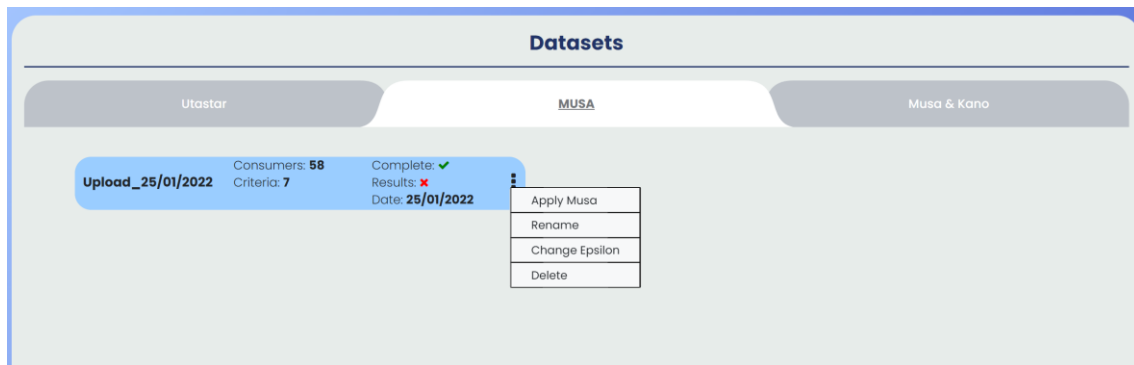 Datasets
Utastar
MUSA
Musa & Kano
Upload_25/01/2022
Consumers: 58
Criteria: 7
Complete: ✔
Results: ✖
Date: 25/01/2022
Apply Musa
Rename
Change Epsilon
Delete